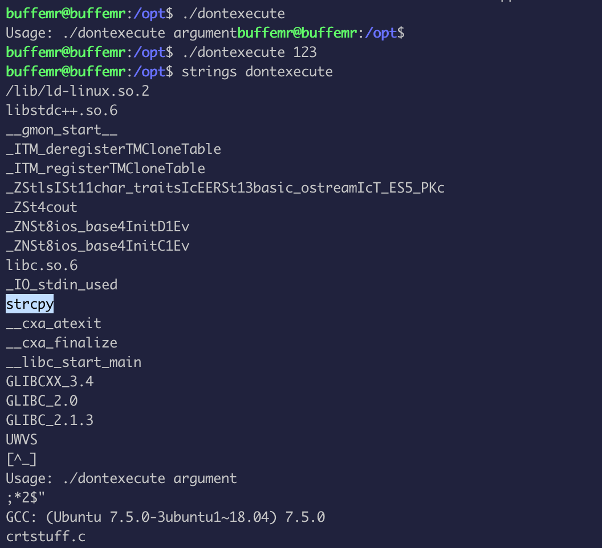 buffemr@buffemr:/opt$ ./dontexecute
Usage: ./dontexecute argumentbuffemr@buffemr:/opt$
buffemr@buffemr:/opt$ ./dontexecute 123
buffemr@buffemr:/opt$ strings dontexecute
/lib/ld-linux.so.2
libstdc++.so.6
__gmon_start__
_ITM_deregisterTMCloneTable
_ITM_registerTMCloneTable
_ZStlsISt11char_traitsIcEERSt13basic_ostreamIcT_ES5_PKc
_ZSt4cout
_ZNSt8ios_base4InitD1Ev
_ZNSt8ios_base4InitC1Ev
libc.so.6
_IO_stdin_used
strcpy
__cxa_atexit
__cxa_finalize
__libc_start_main
GLIBCXX_3.4
GLIBC_2.0
GLIBC_2.1.3
UWVS
[^_]
Usage: ./dontexecute argument
;*2$"
GCC: (Ubuntu 7.5.0-3ubuntu1~18.04) 7.5.0
crtstuff.c